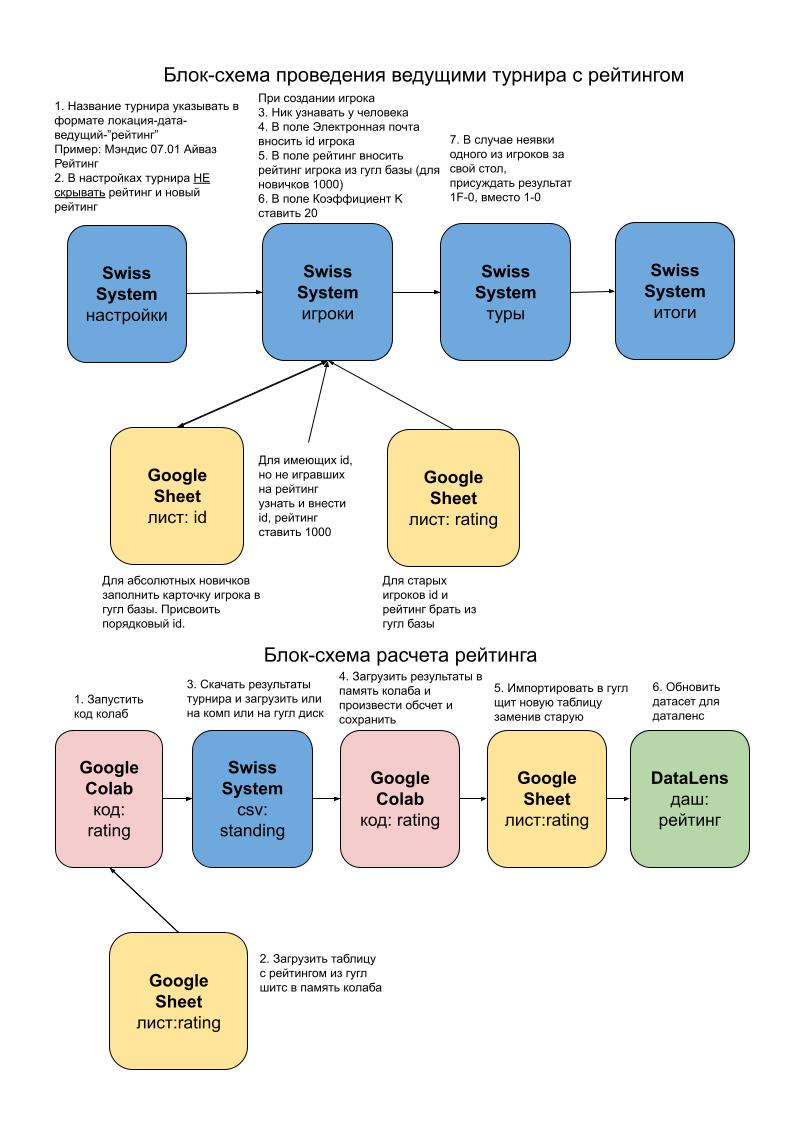 Блок-схема проведения ведущими турнира с рейтингом
1. Название турнира указывать в
формате локация-дата-
ведущий-"рейтинг"
Пример: Мэндис 07.01 Айваз
Рейтинг
2. В настройках турнира НЕ
скрывать рейтинг и новый
рейтинг
При создании игрока
3. Ник узнавать у человека
4. В поле Электронная почта
вносить id игрока
5. В поле рейтинг вносить
рейтинг игрока из гугл базы (для
новичков 1000)
6. В поле Коэффициент K
ставить 20
7. В случае неявки
одного из игроков за
свой стол,
присуждать результат
1F-0, вместо 1-0
Swiss
System
настройки
Swiss
System
игроки
Swiss
System
туры
Swiss
System
итоги
Google
Sheet
лист: id
Для имеющих id,
но не игравших
на рейтинг
узнать и внести
id, рейтинг
ставить 1000
Google
Sheet
лист: rating
Для абсолютных новичков
заполнить карточку игрока в
гугл базы. Присвоить
порядковый id.
Для старых
игроков id и
рейтинг брать из
гугл базы
Блок-схема расчета рейтинга
1. Запустить
код колаб
3. Скачать результаты
турнира и загрузить или
на комп или на гугл диск
4. Загрузить результаты в
память колаба и
произвести обсчет и
сохранить
5. Импортировать в гугл
щит новую таблицу
заменив старую
6. Обновить
датасет для
даталенс
Google
Colab
код:
rating
Swiss
System
csv:
standing
Google
Colab
код: rating
Google
Sheet
лист:rating
DataLens
даш:
рейтинг
Google
Sheet
лист:rating
2. Загрузить таблицу
с рейтингом из гугл
шитс в память колаба